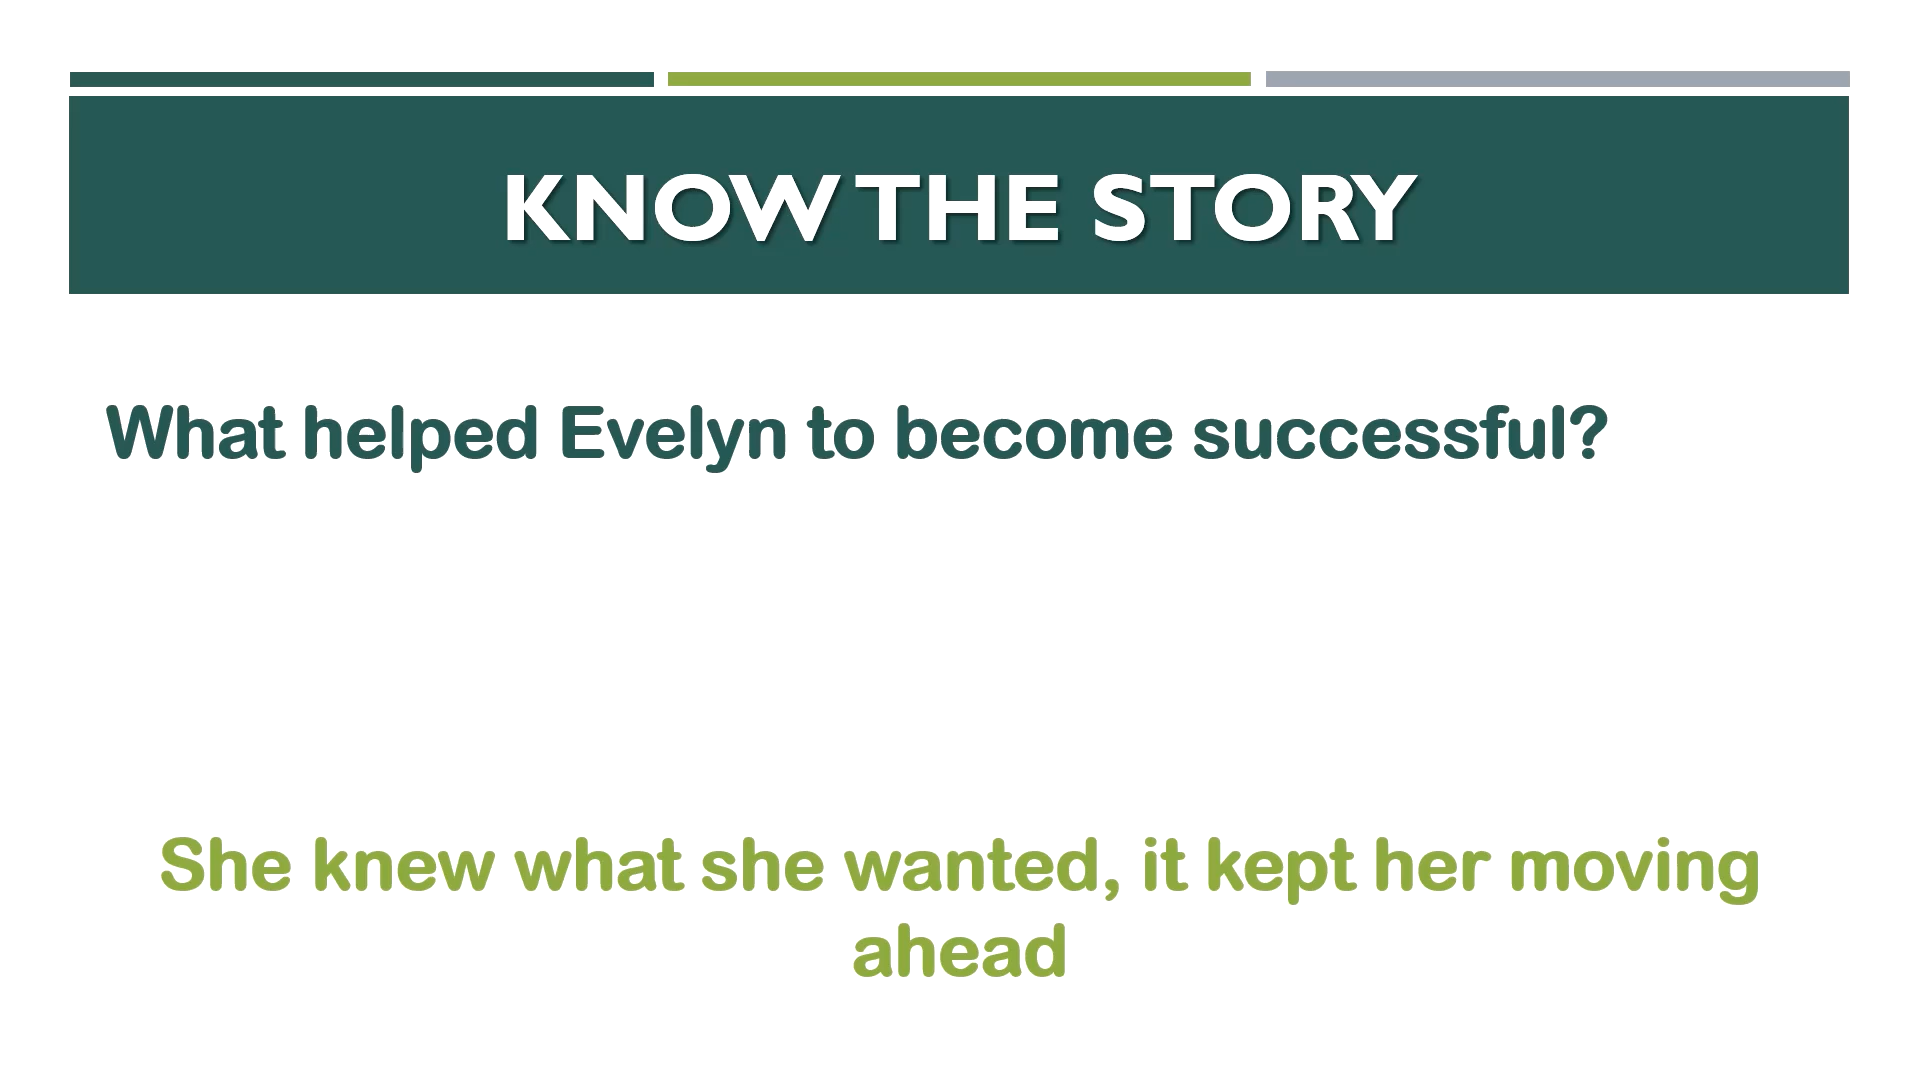 KNOW THE STORY
What helped Evelyn to become successful?
She knew what she wanted, it kept her moving
ahead